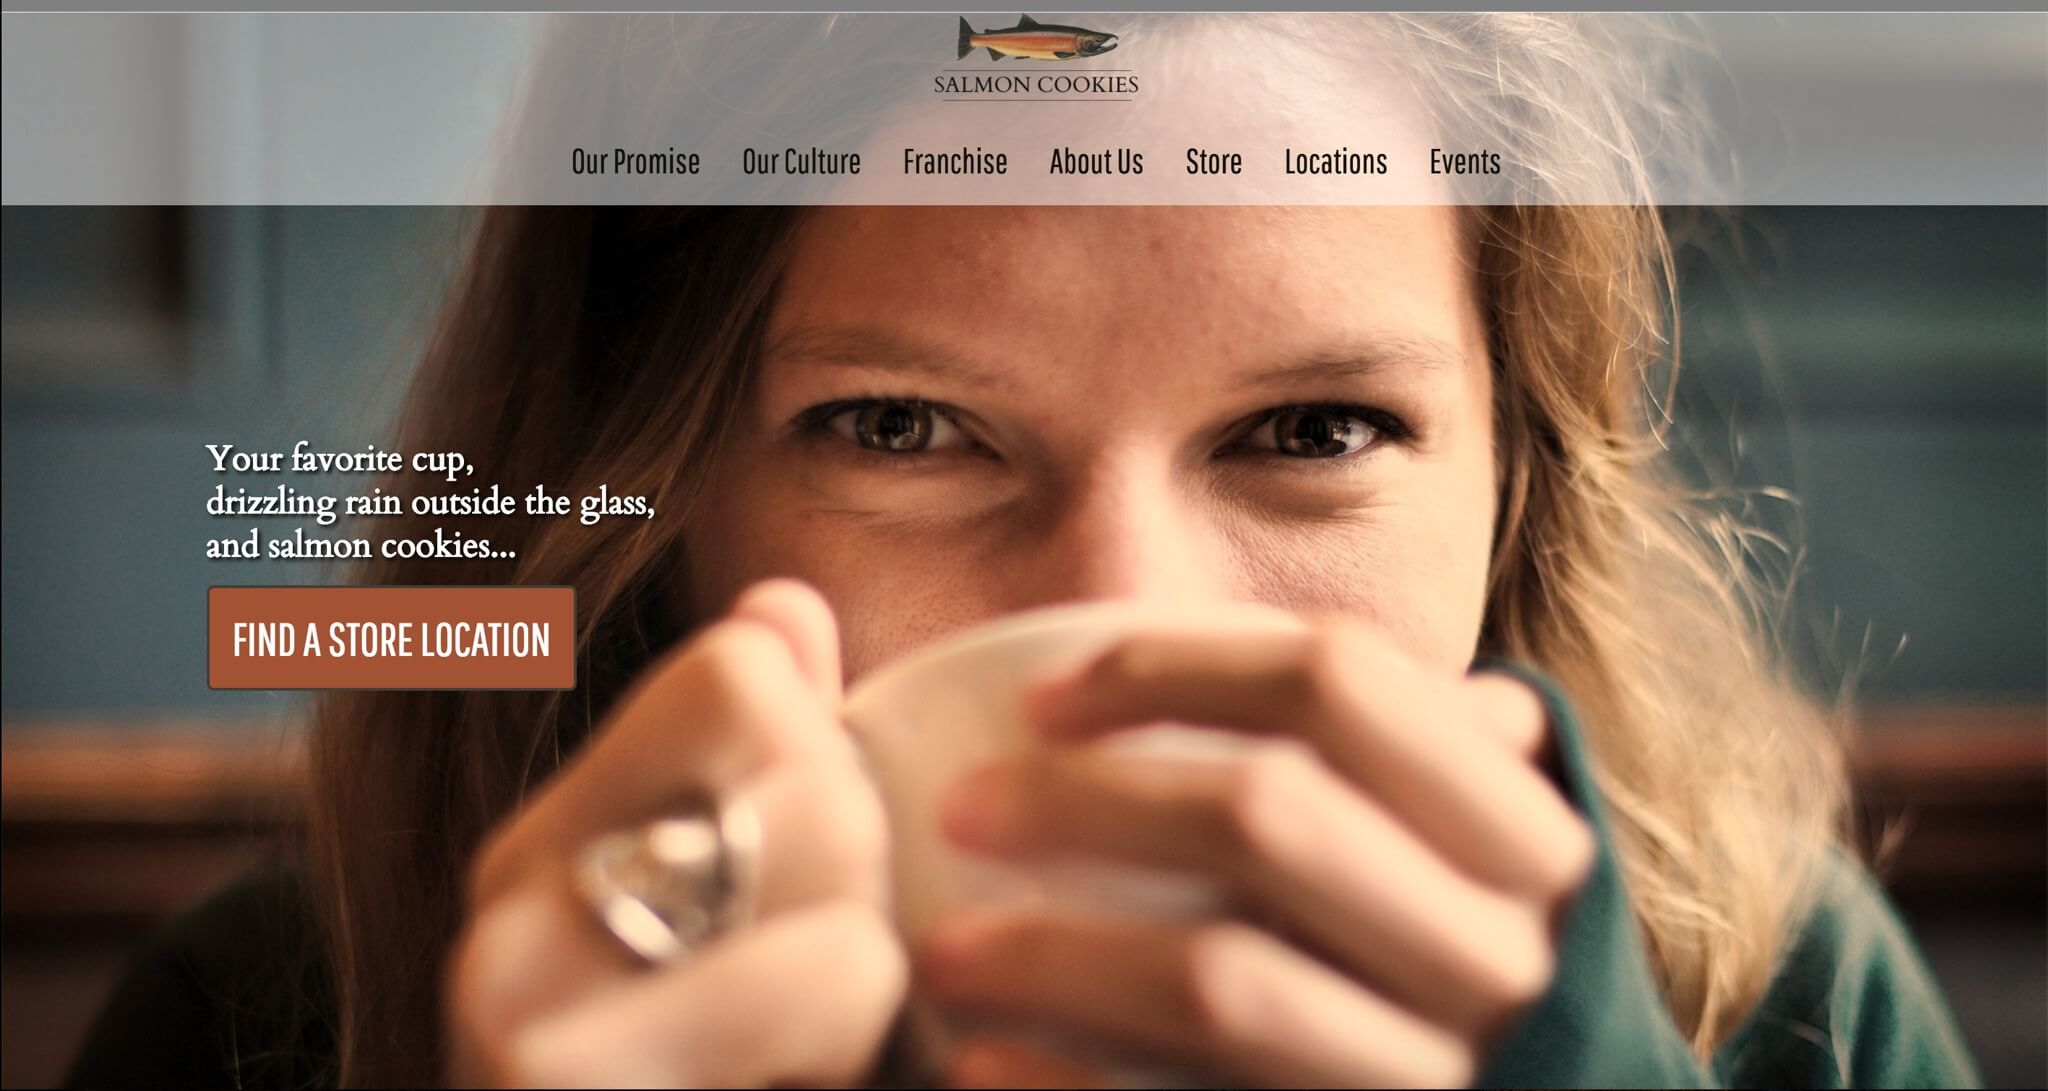 SALMON COOKIES
Our Promise Our Culture Franchise About Us Store Locations Events
Your favorite cup,
drizzling rain outside the glass,
and salmon cookies...
FIND A STORE LOCATION